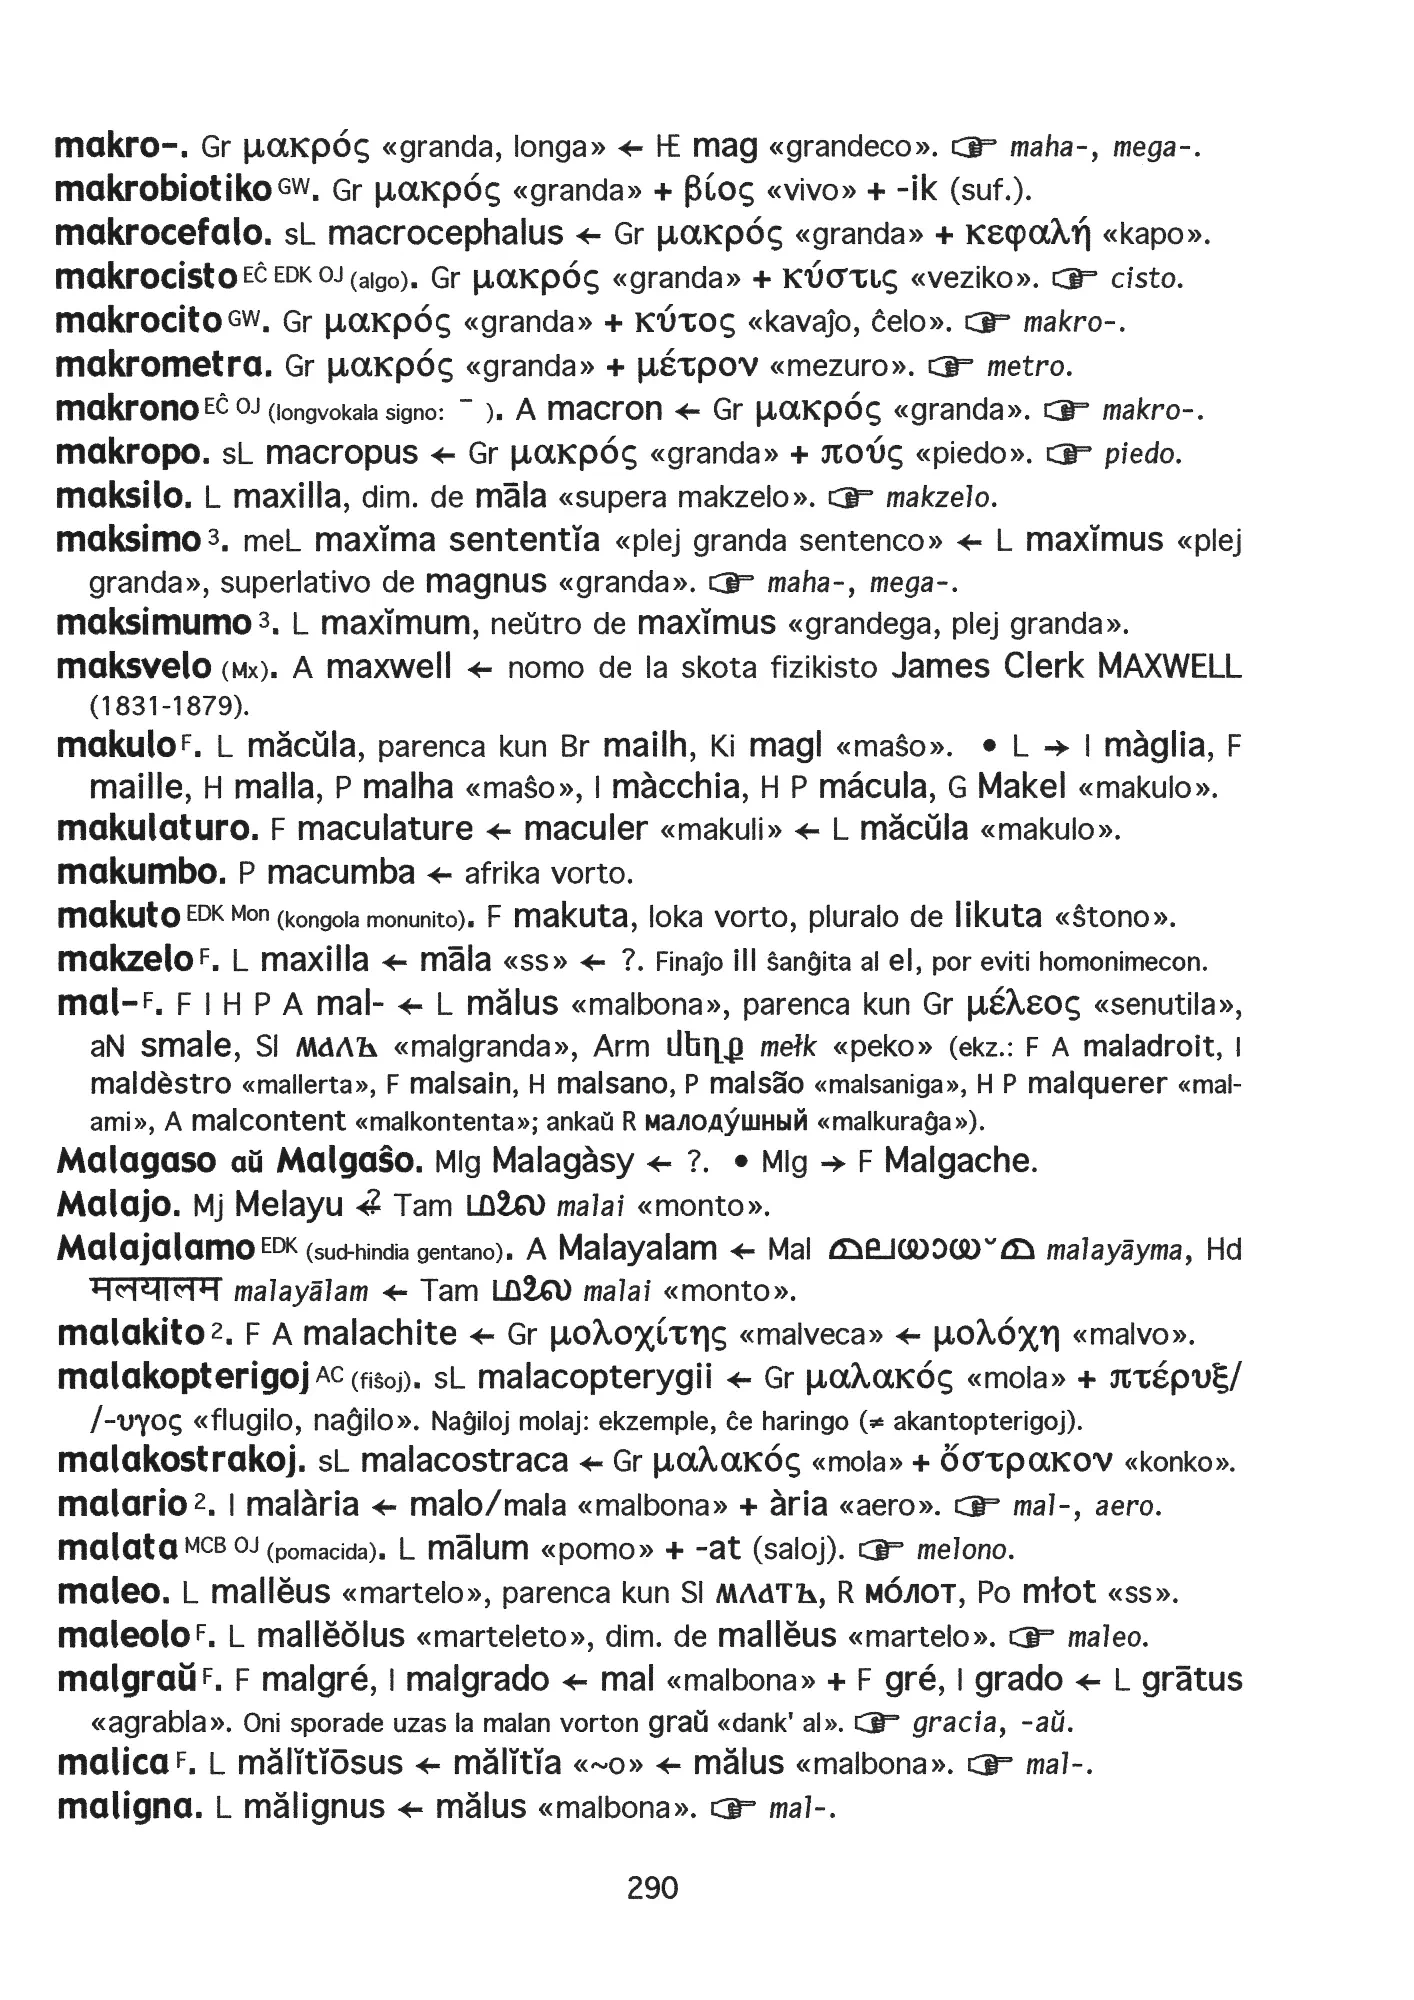 makro-. Gr μακρός «granda, longa» ← IE mag «grandeco». ☞ maha-, mega-.
makrobiotiko GW. Gr μακρός «granda» + βίος «vivo» + -ik (suf.).
makrocefalo. sL macrocephalus ← Gr μακρός «granda» + κεφαλή «kapo».
makrocisto EĈ EDK OJ (algo). Gr μακρός «granda» + κύστις «veziko». ☞ cisto.
makrocito GW. Gr μακρός «granda» + κύτος «kavaĵo, ĉelo». ☞ makro-.
makrometra. Gr μακρός «granda» + μέτρον «mezuro». ☞ metro.
makrono EĈ OJ (longvokala signo: ¯ ). A macron ← Gr μακρός «granda». ☞ makro-.
makropo. sL macropus ← Gr μακρός «granda» + πούς «piedo». ☞ piedo.
maksilo. L maxilla, dim. de māla «supera makzelo». ☞ makzelo.
maksimo 3. meL maxĭma sententĭa «plej granda sentenco» ← L maxĭmus «plej
granda», superlativo de magnus «granda». ☞ maha-, mega-.
maksimumo 3. L maxĭmum, neŭtro de maxĭmus «grandega, plej granda».
maksvelo (Mx). A maxwell ← nomo de la skota fizikisto James Clerk MAXWELL
(1831-1879).
makulo F. L măcŭla, parenca kun Br mailh, Ki magl «maŝo». • L → I màglia, F
maille, H malla, P malha «maŝo», I màcchia, H P mácula, G Makel «makulo».
makulaturo. F maculature ← maculer «makuli» ← L măcŭla «makulo».
makumbo. P macumba ← afrika vorto.
makuto EDK Mon (kongola monunito). F makuta, loka vorto, pluralo de likuta «ŝtono».
makzelo F. L maxilla ← māla «ss» ← ?. Finaĵo ill ŝanĝita al el, por eviti homonimecon.
mal- F. F I H P A mal- ← L mălus «malbona», parenca kun Gr μέλεος «senutila»,
aN smale, Sl малъ «malgranda», Arm մեղք mełk «peko» (ekz.: F A maladroit, I
maldèstro «mallerta», F malsain, H malsano, P malsão «malsaniga», H P malquerer «mal-
ami», A malcontent «malkontenta»; ankaŭ R малоду́шный «malkuraĝa»).
Malagaso aŭ Malgaŝo. Mlg Malagàsy ← ?. • Mlg → F Malgache.
Malajo. Mj Melayu ←? Tam மலை malai «monto».
Malajalamo EDK (sud-hindia gentano). A Malayalam ← Mal മലയായ്മ malayāyma, Hd
मलयालम malayālam ← Tam மலை malai «monto».
malakito 2. F A malachite ← Gr μολοχίτης «malveca» ← μολόχη «malvo».
malakopterigoj AC (fiŝoj). sL malacopterygii ← Gr μαλακός «mola» + πτέρυξ/
/-υγος «flugilo, naĝilo». Naĝiloj molaj: ekzemple, ĉe haringo (≠ akantopterigoj).
malakostrakoj. sL malacostraca ← Gr μαλακός «mola» + ὄστρακον «konko».
malario 2. I malària ← malo/mala «malbona» + ària «aero». ☞ mal-, aero.
malata MCB OJ (pomacida). L mālum «pomo» + -at (saloj). ☞ melono.
maleo. L mallĕus «martelo», parenca kun Sl млатъ, R мо́лот, Po młot «ss».
maleolo F. L mallĕŏlus «marteleto», dim. de mallĕus «martelo». ☞ maleo.
malgraŭ F. F malgré, I malgrado ← mal «malbona» + F gré, I grado ← L grātus
«agrabla». Oni sporade uzas la malan vorton graŭ «dank' al». ☞ gracia, -aŭ.
malica F. L mălĭtĭōsus ← mălĭtĭa «~o» ← mălus «malbona». ☞ mal-.
maligna. L mălignus ← mălus «malbona». ☞ mal-.
290